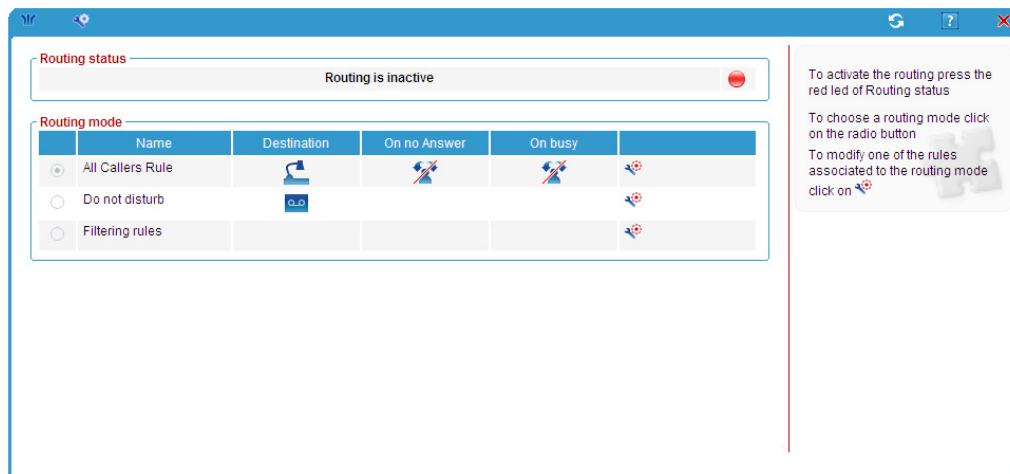 ?
Routing status
Routing is inactive
Routing mode
Name Destination On no Answer On busy
All Callers Rule
Do not disturb
Filtering rules
To activate the routing press the
red led of Routing status
To choose a routing mode click
on the radio button
To modify one of the rules
associated to the routing mode
click on